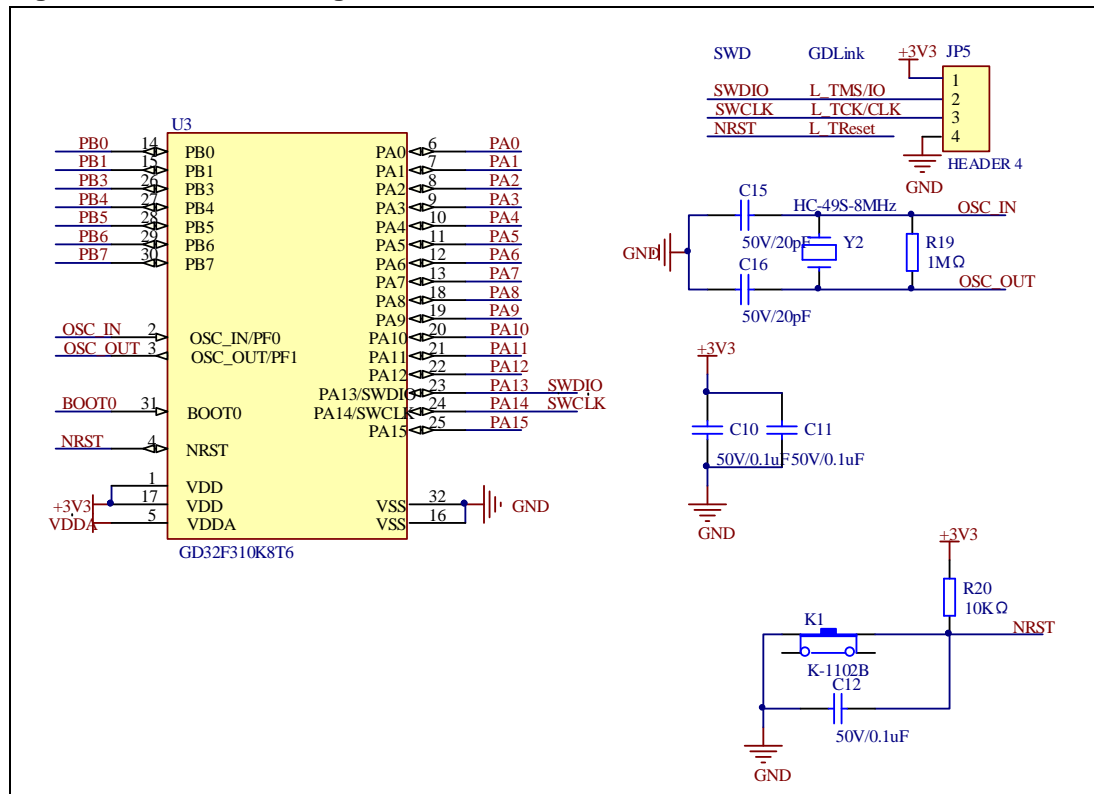 SWD GDLink +3V3 JP5
SWDIO L_TMS/IO 1
SWCLK L_TCK/CLK 2
NRST L_TReset 3
4
GND HEADER 4
U3
PB0 14 PB0 PA0 6 PA0
PB1 15 PB1 PA1 7 PA1
PB3 26 PB3 PA2 8 PA2
PB4 27 PB4 PA3 9 PA3
PB5 28 PB5 PA4 10 PA4
PB6 29 PB6 PA5 11 PA5
PB7 30 PB7 PA6 12 PA6
PA7 13 PA7
PA8 18 PA8
PA9 19 PA9
OSC_IN 2 OSC_IN/PF0 PA10 20 PA10
OSC_OUT 3 OSC_OUT/PF1 PA11 21 PA11
PA12 22 PA12
PA13/SWDIO 23 PA13 SWDIO
BOOT0 31 BOOT0 PA14/SWCLK 24 PA14 SWCLK
PA15 25 PA15
NRST 4 NRST
1 VDD
+3V3 17 VDD VSS 32 GND
VDDA 5 VDDA VSS 16
GD32F310K8T6
C15 HC-49S-8MHz OSC_IN
GND 50V/20pF Y2 R19
C16 1MΩ
OSC_OUT
50V/20pF
+3V3
C10 C11
50V/0.1uF 50V/0.1uF
GND
+3V3
R20
10KΩ
K1 NRST
K-1102B
C12
50V/0.1uF
GND